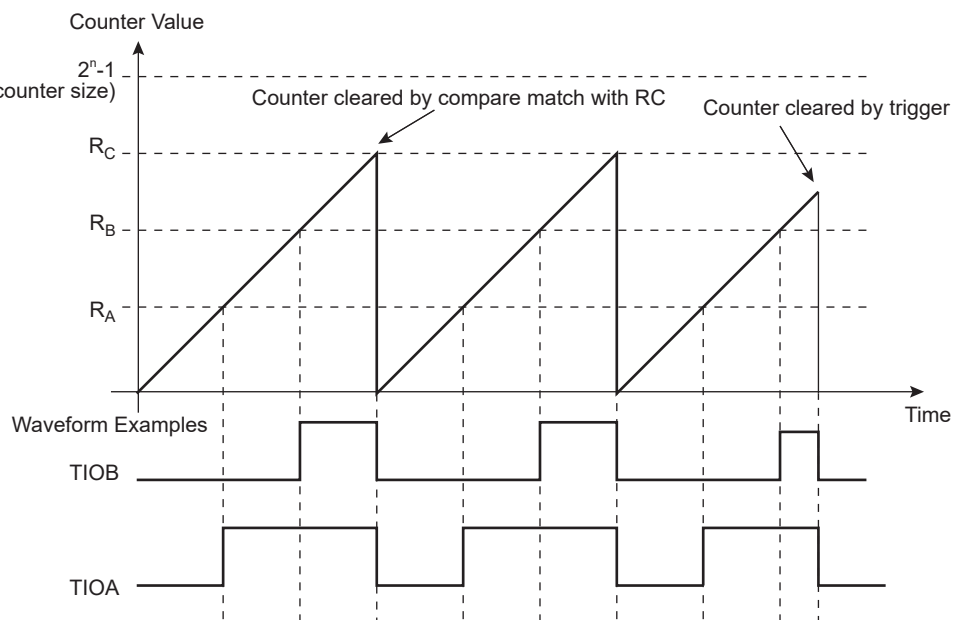 Counter Value
2ⁿ-1
counter size)
Counter cleared by compare match with RC
Counter cleared by trigger
R_C
R_B
R_A
Time
Waveform Examples
TIOB
TIOA